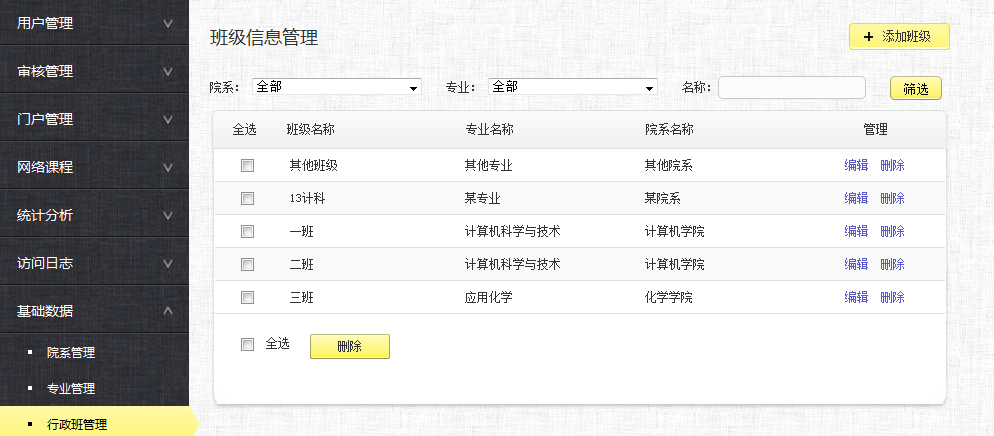 用户管理
审核管理
门户管理
网络课程
统计分析
访问日志
基础数据
院系管理
专业管理
行政班管理
班级信息管理
+ 添加班级
院系： 全部 专业： 全部 名称： 筛选
全选 班级名称 专业名称 院系名称 管理
其他班级 其他专业 其他院系 编辑 删除
13计科 某专业 某院系 编辑 删除
一班 计算机科学与技术 计算机学院 编辑 删除
二班 计算机科学与技术 计算机学院 编辑 删除
三班 应用化学 化学学院 编辑 删除
全选 删除